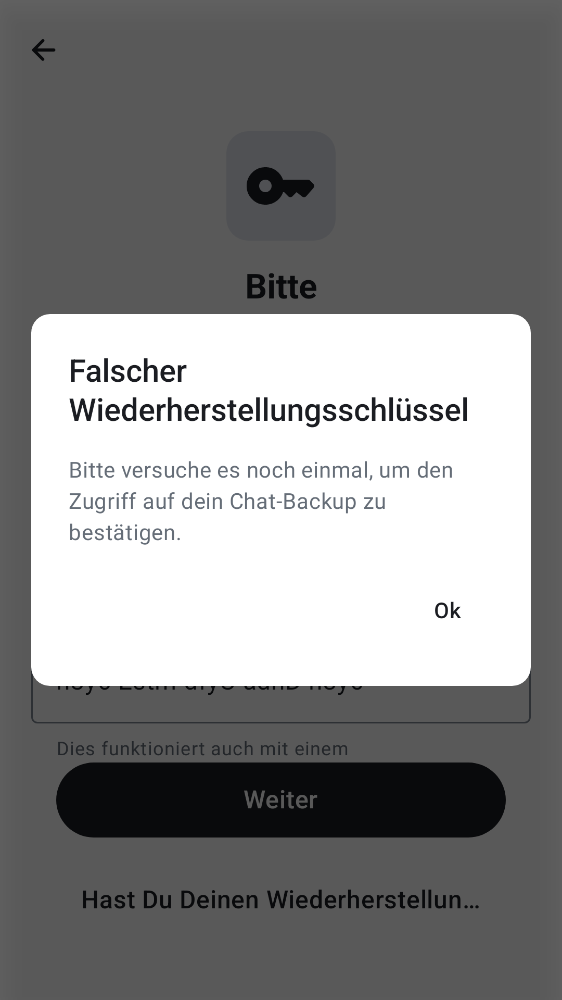 Bitte
Falscher
Wiederherstellungsschlüssel
Bitte versuche es noch einmal, um den
Zugriff auf dein Chat-Backup zu
bestätigen.
Ok
Dies funktioniert auch mit einem
Weiter
Hast Du Deinen Wiederherstellun…